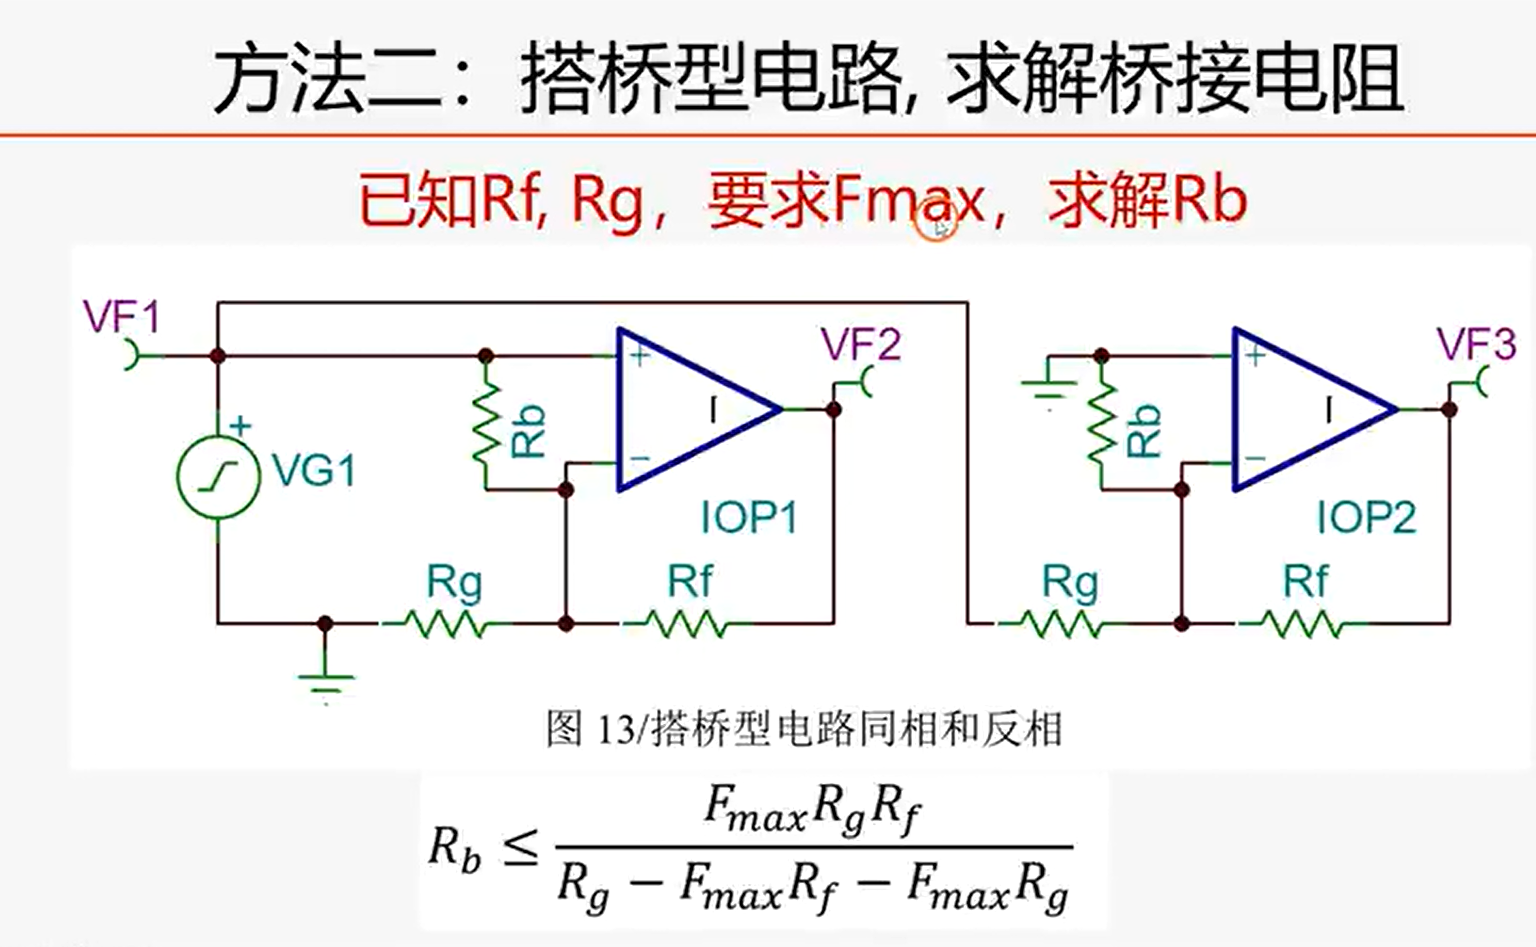 方法二：搭桥型电路, 求解桥接电阻
已知Rf, Rg，要求Fmax，求解Rb
VF1
VF2
VF3
+
Rb
I
+
Rb
I
+
VG1
−
−
IOP1
IOP2
Rg
Rf
Rg
Rf
图 13/搭桥型电路同相和反相
R_b ≤ \frac{F_{max}R_gR_f}{R_g − F_{max}R_f − F_{max}R_g}